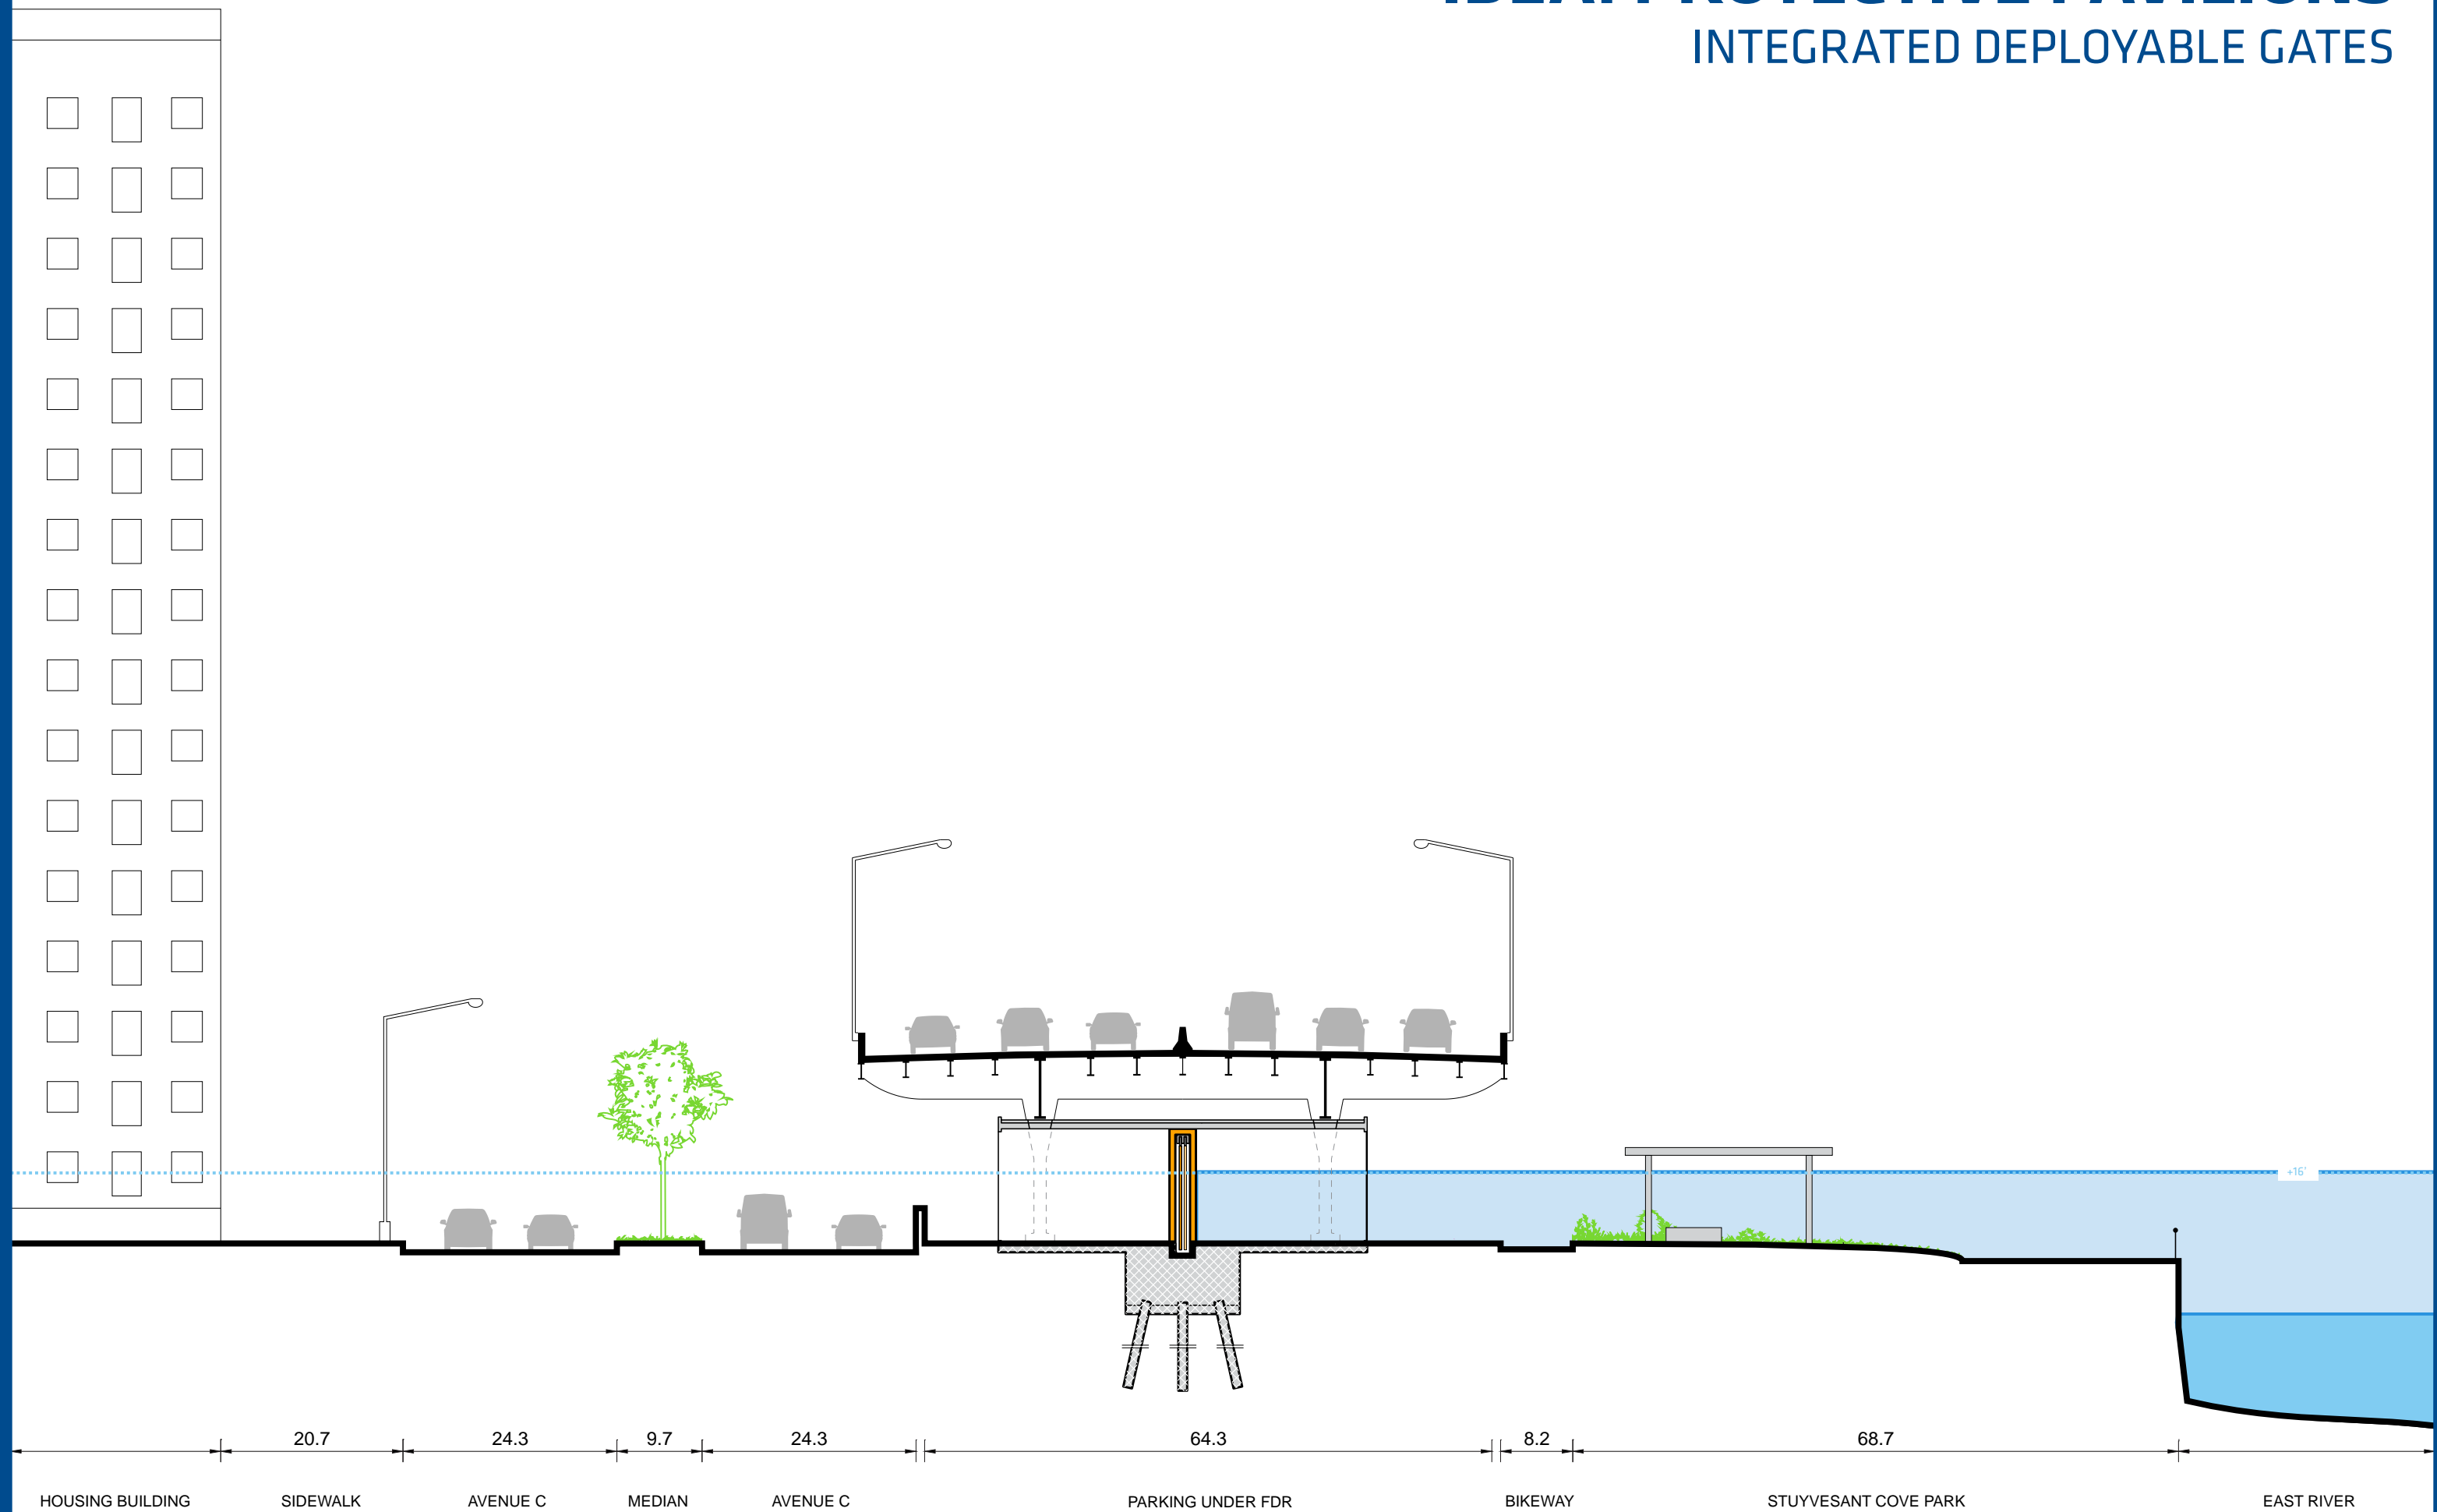 INTEGRATED DEPLOYABLE GATES
+16'
20.7 24.3 9.7 24.3 64.3 8.2 68.7
HOUSING BUILDING SIDEWALK AVENUE C MEDIAN AVENUE C PARKING UNDER FDR BIKEWAY STUYVESANT COVE PARK EAST RIVER